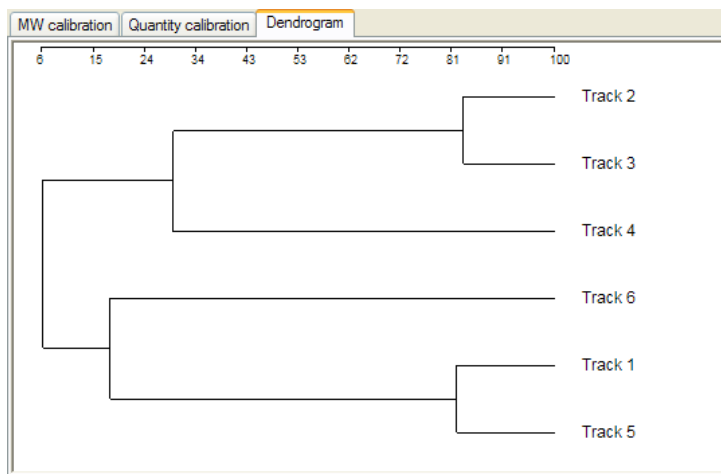 MW calibration Quantity calibration Dendrogram
6 15 24 34 43 53 62 72 81 91 100
Track 2
Track 3
Track 4
Track 6
Track 1
Track 5